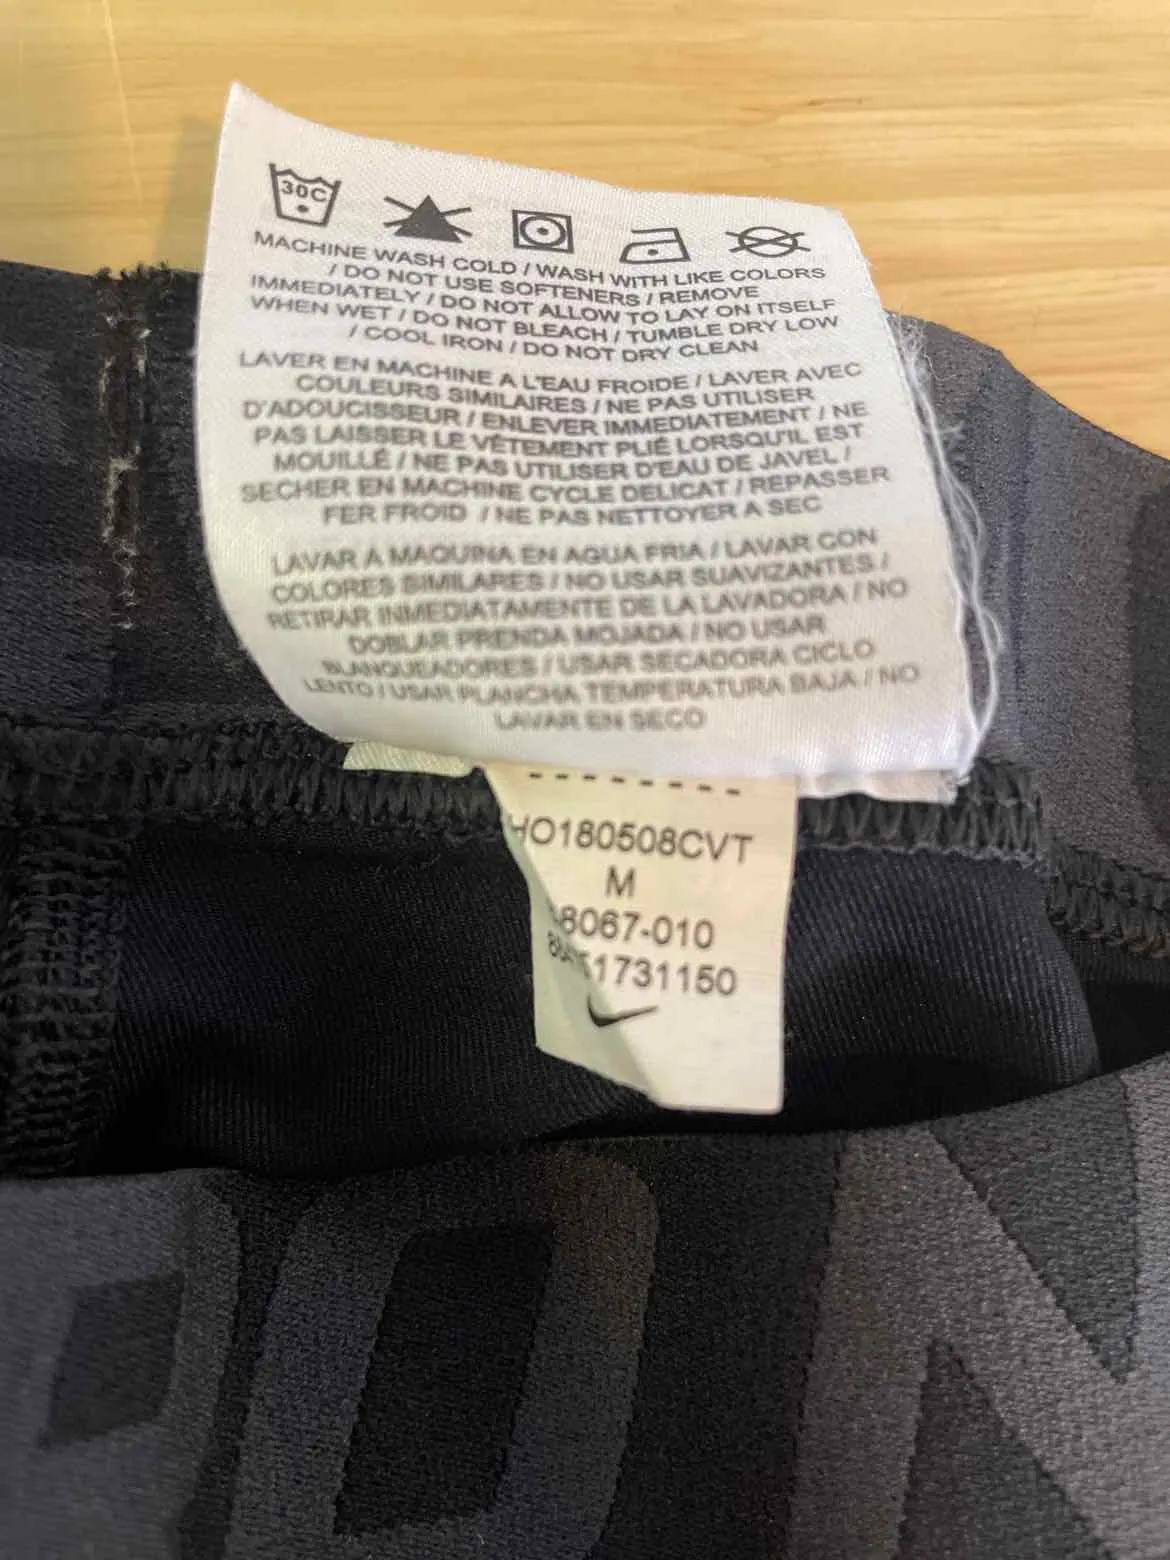 30C
MACHINE WASH COLD / WASH WITH LIKE COLORS
/ DO NOT USE SOFTENERS / REMOVE
IMMEDIATELY / DO NOT ALLOW TO LAY ON ITSELF
WHEN WET / DO NOT BLEACH / TUMBLE DRY LOW
/ COOL IRON / DO NOT DRY CLEAN
LAVER EN MACHINE A L'EAU FROIDE / LAVER AVEC
COULEURS SIMILAIRES / NE PAS UTILISER
D'ADOUCISSEUR / ENLEVER IMMEDIATEMENT / NE
PAS LAISSER LE VÊTEMENT PLIÉ LORSQU'IL EST
MOUILLÉ / NE PAS UTILISER D'EAU DE JAVEL /
SECHER EN MACHINE CYCLE DELICAT / REPASSER
FER FROID / NE PAS NETTOYER A SEC
LAVAR A MAQUINA EN AGUA FRIA / LAVAR CON
COLORES SIMILARES / NO USAR SUAVIZANTES /
RETIRAR INMEDIATAMENTE DE LA LAVADORA / NO
DOBLAR PRENDA MOJADA / NO USAR
BLANQUEADORES / USAR SECADORA CICLO
LENTO / USAR PLANCHA TEMPERATURA BAJA / NO
LAVAR EN SECO
HO180508CVT
M
8067-010
1731150